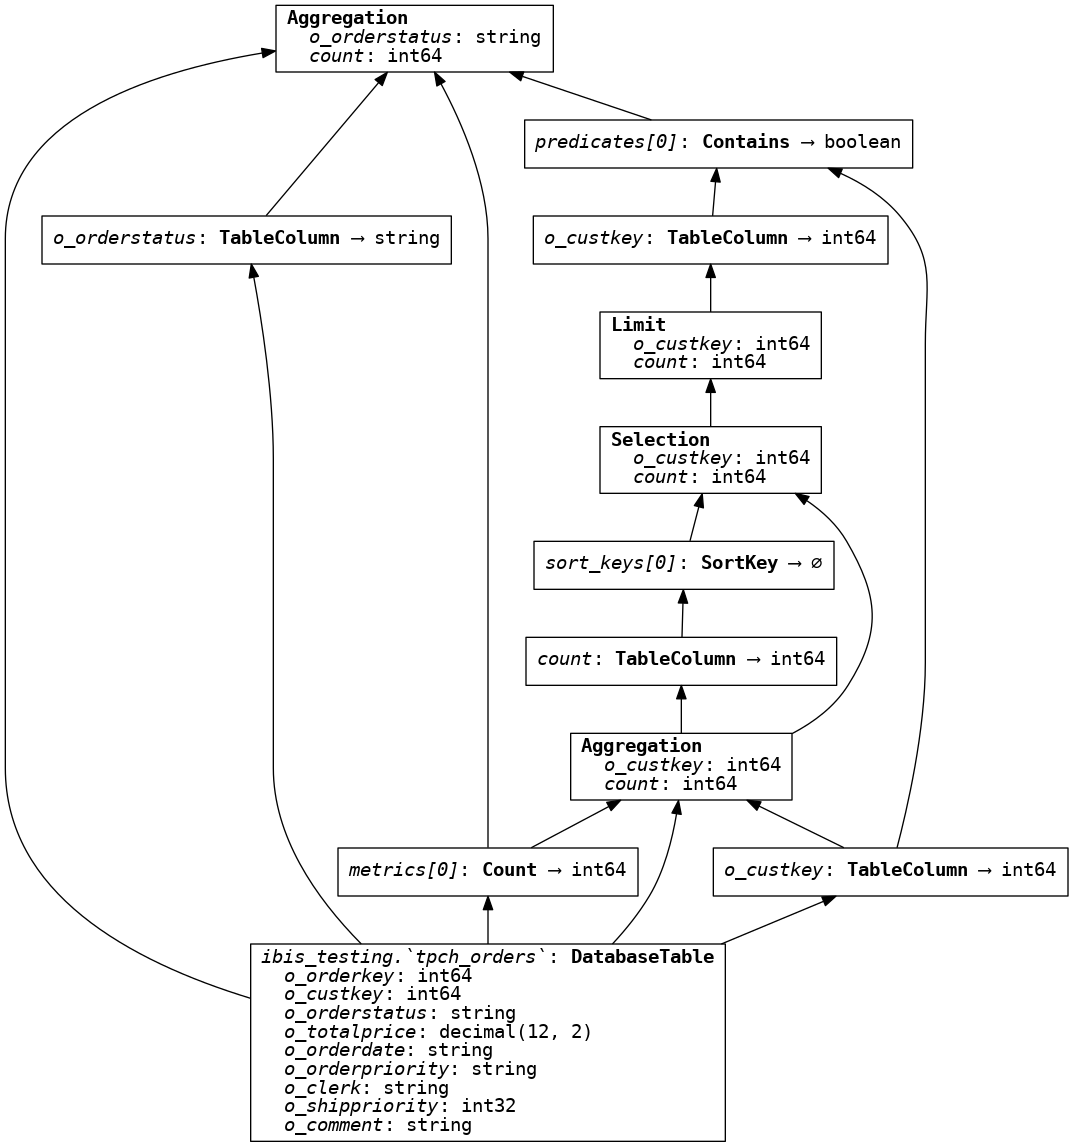 Aggregation
o_orderstatus: string
count: int64
predicates[0]: Contains → boolean
o_orderstatus: TableColumn → string
o_custkey: TableColumn → int64
Limit
o_custkey: int64
count: int64
Selection
o_custkey: int64
count: int64
sort_keys[0]: SortKey → ∅
count: TableColumn → int64
Aggregation
o_custkey: int64
count: int64
metrics[0]: Count → int64
o_custkey: TableColumn → int64
ibis_testing.`tpch_orders`: DatabaseTable
o_orderkey: int64
o_custkey: int64
o_orderstatus: string
o_totalprice: decimal(12, 2)
o_orderdate: string
o_orderpriority: string
o_clerk: string
o_shippriority: int32
o_comment: string